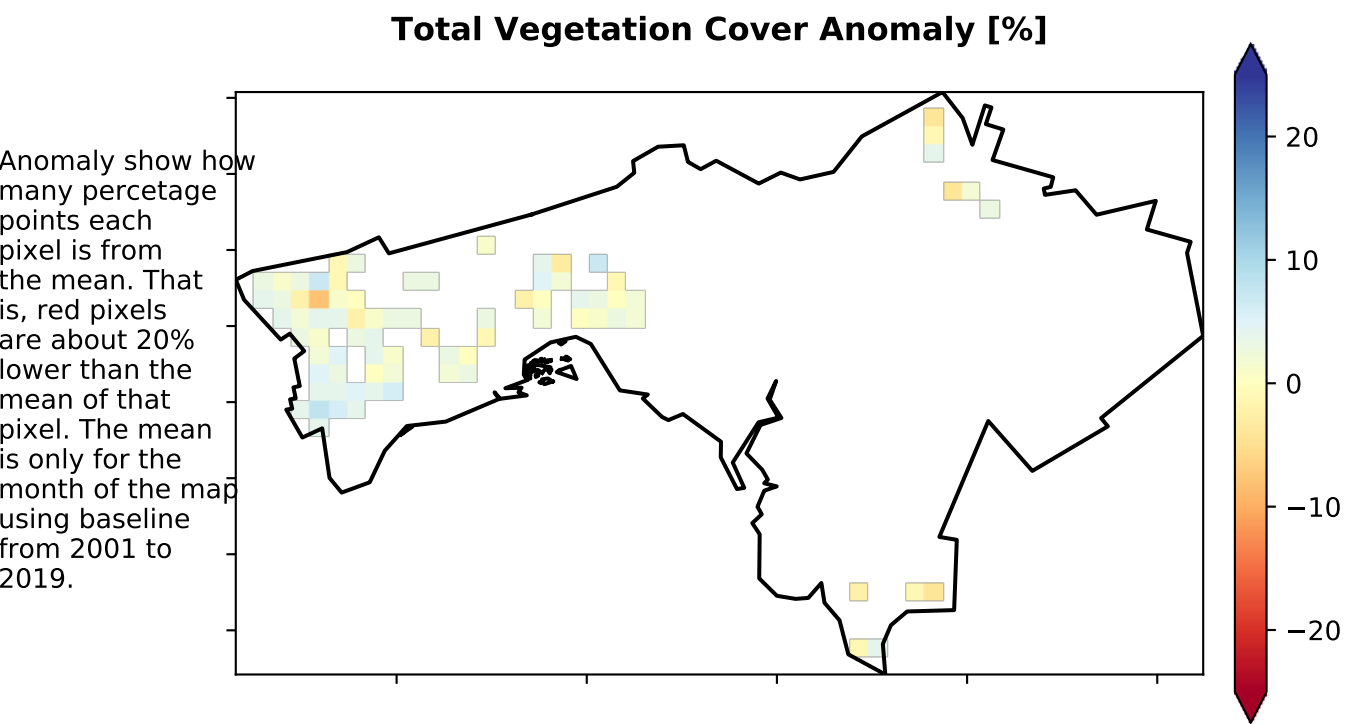 Total Vegetation Cover Anomaly [%]
Anomaly show how
many percetage
points each
pixel is from
the mean. That
is, red pixels
are about 20%
lower than the
mean of that
pixel. The mean
is only for the
month of the map
using baseline
from 2001 to
2019.
20
10
0
−10
−20